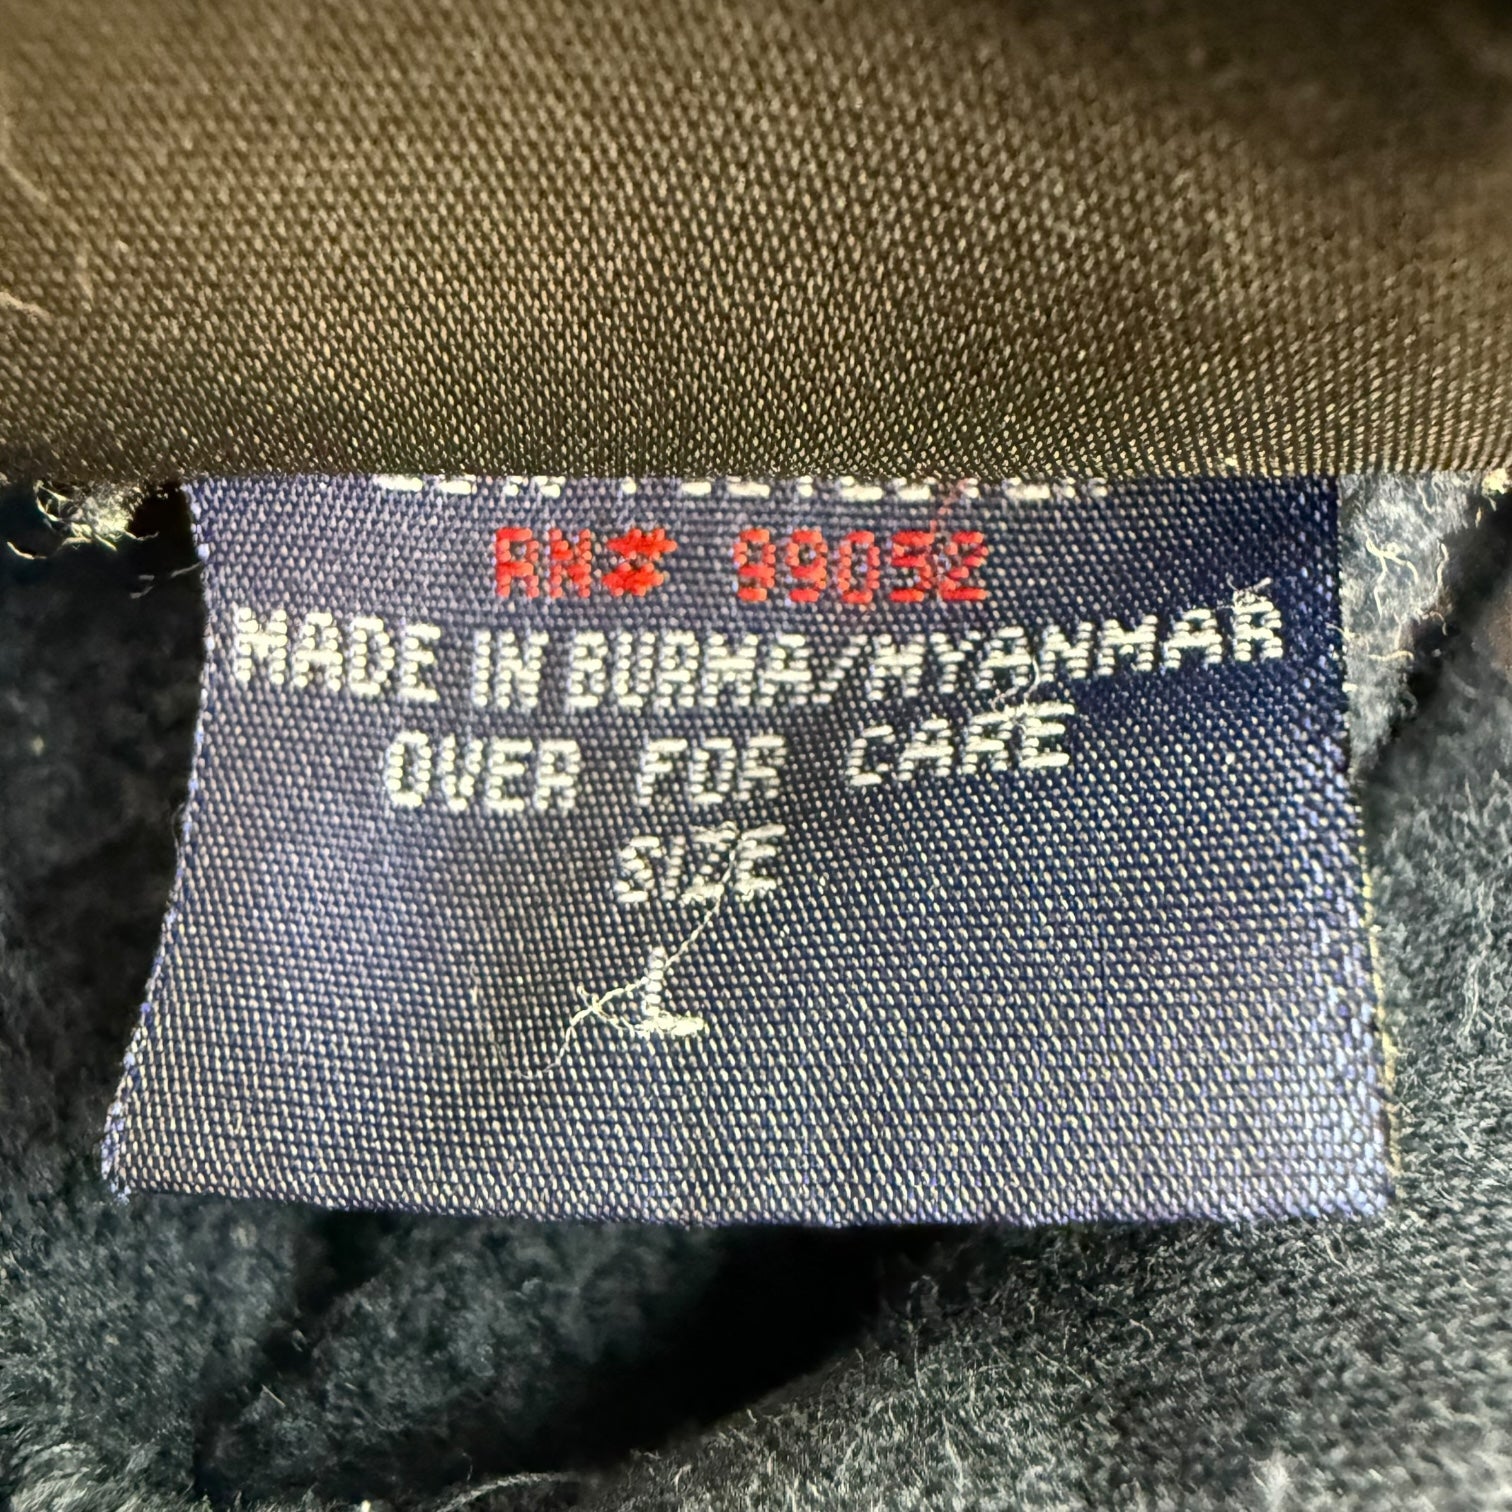 RN# 99052
MADE IN BURMA/MYANMAR
OVER FOR CARE
SIZE
L